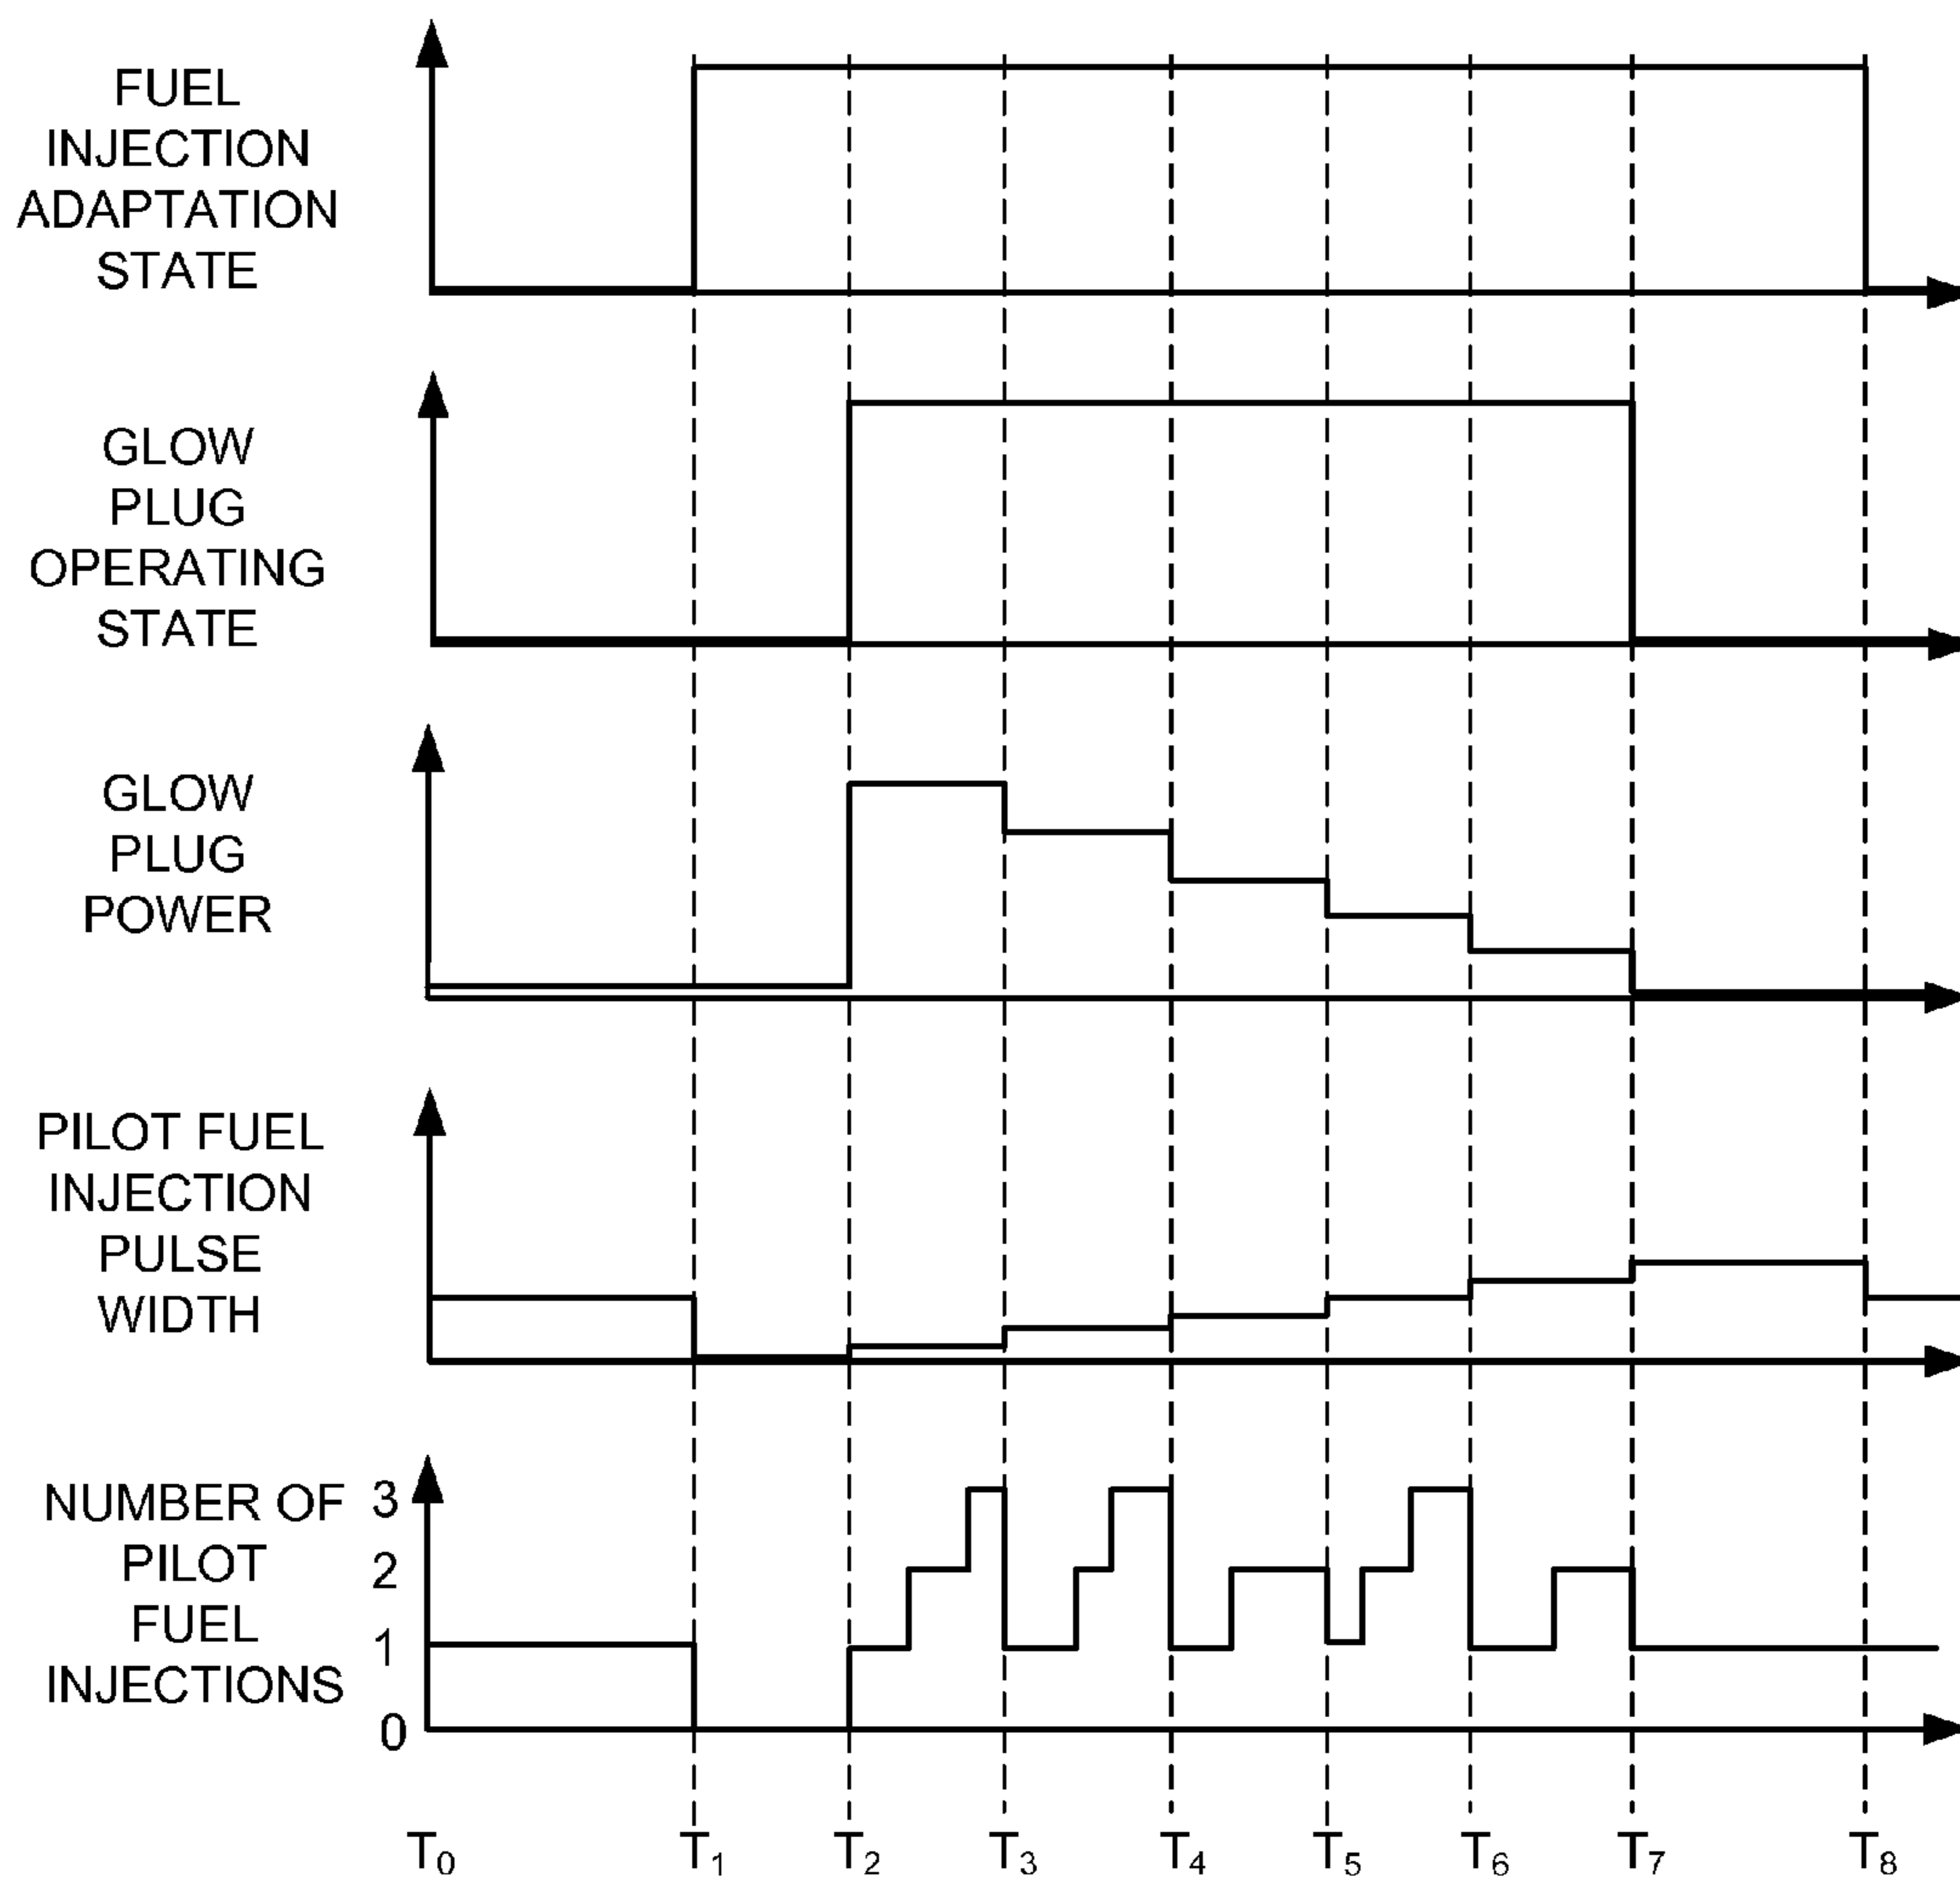 FUEL
INJECTION
ADAPTATION
STATE
GLOW
PLUG
OPERATING
STATE
GLOW
PLUG
POWER
PILOT FUEL
INJECTION
PULSE
WIDTH
NUMBER OF
PILOT
FUEL
INJECTIONS
3
2
1
0
T0 T1 T2 T3 T4 T5 T6 T7 T8